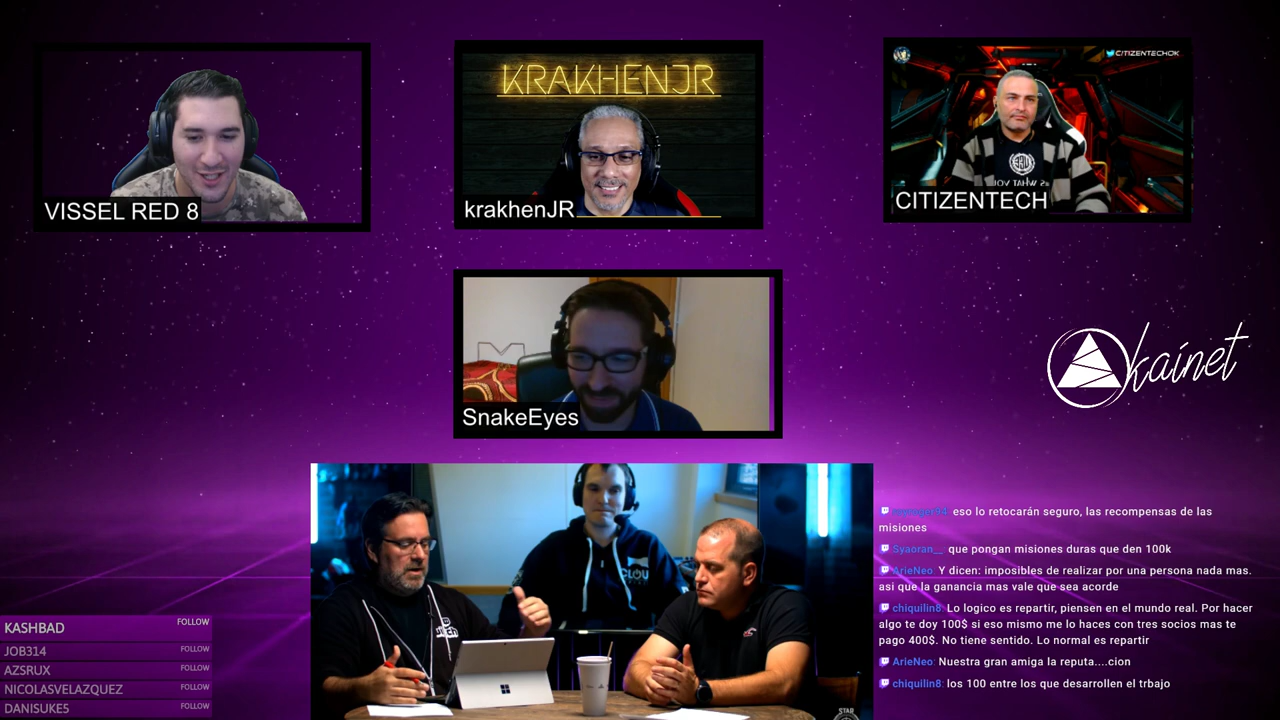 KRAKHENJR
CITIZENTECHOK
VISSEL RED 8
krakhenJR
CITIZENTECH
SnakeEyes
kainet
eso lo retocarán seguro, las recompensas de las
misiones
Syaoran__ que pongan misiones duras que den 100k
ArieNeo: Y dicen: imposibles de realizar por una persona nada mas.
asi que la ganancia mas vale que sea acorde
chiquilin8: Lo logico es repartir, piensen en el mundo real. Por hacer
algo te doy 100$ si eso mismo me lo haces con tres socios mas te
pago 400$. No tiene sentido. Lo normal es repartir
ArieNeo: Nuestra gran amiga la reputa....cion
chiquilin8: los 100 entre los que desarrollen el trbajo
KASHBAD FOLLOW
JOB314 FOLLOW
AZSRUX FOLLOW
NICOLASVELAZQUEZ FOLLOW
DANISUKE5 FOLLOW
CLOU
STAR